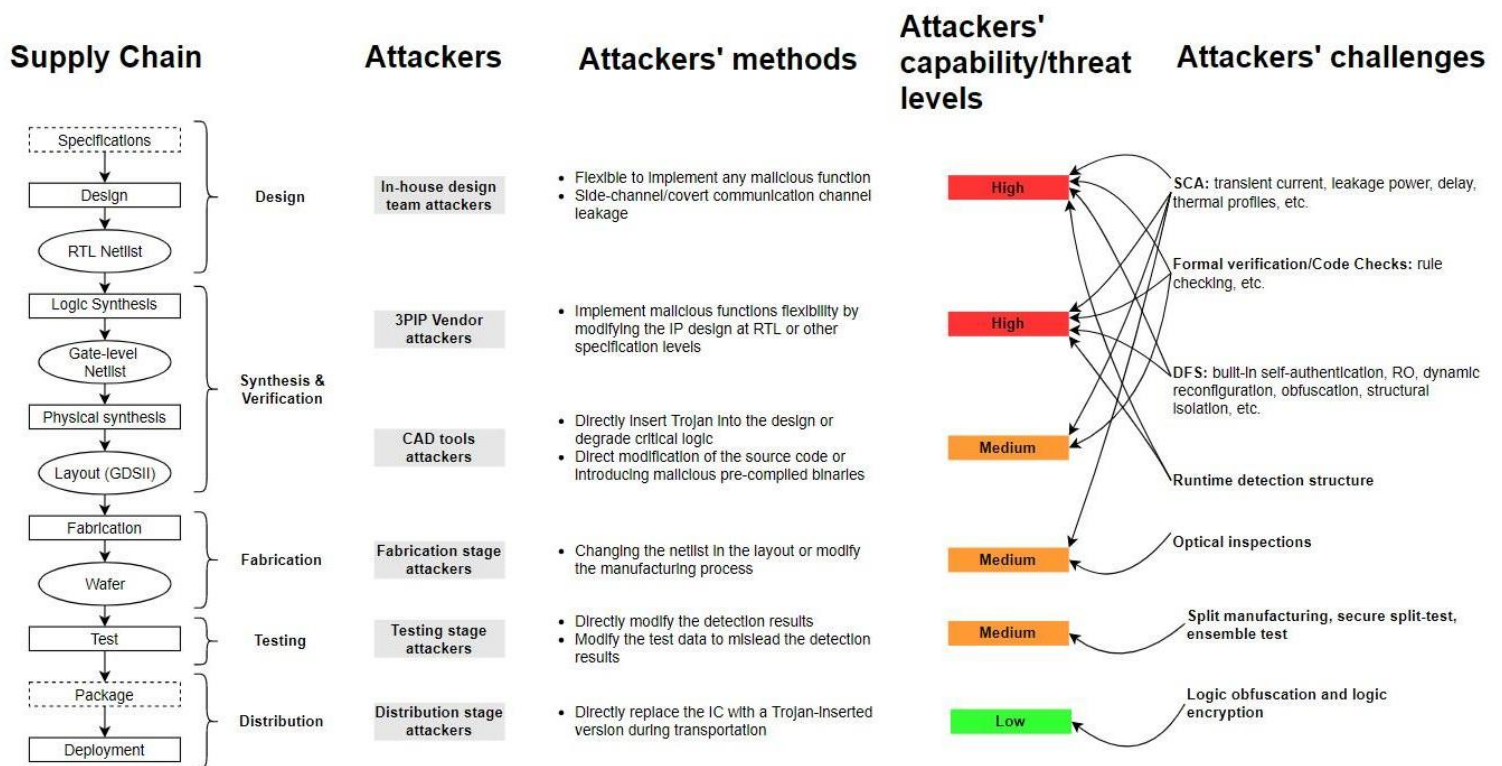 Supply Chain
Attackers
Attackers' methods
Attackers'
capability/threat
levels
Attackers' challenges
Specifications
Design
RTL Netlist
Logic Synthesis
Gate-level
Netlist
Physical synthesis
Layout (GDSII)
Fabrication
Wafer
Test
Package
Deployment
Design
Synthesis &
Verification
Fabrication
Testing
Distribution
In-house design
team attackers
3PIP Vendor
attackers
CAD tools
attackers
Fabrication stage
attackers
Testing stage
attackers
Distribution stage
attackers
• Flexible to implement any malicious function
• Side-channel/covert communication channel
leakage
• Implement malicious functions flexibility by
modifying the IP design at RTL or other
specification levels
• Directly insert Trojan into the design or
degrade critical logic
• Direct modification of the source code or
introducing malicious pre-complied binaries
• Changing the netlist in the layout or modify
the manufacturing process
• Directly modify the detection results
• Modify the test data to mislead the detection
results
• Directly replace the IC with a Trojan-inserted
version during transportation
High
High
Medium
Medium
Medium
Low
SCA: transient current, leakage power, delay,
thermal profiles, etc.
Formal verification/Code Checks: rule
checking, etc.
DFS: built-in self-authentication, RO, dynamic
reconfiguration, obfuscation, structural
isolation, etc.
Runtime detection structure
Optical inspections
Split manufacturing, secure split-test,
ensemble test
Logic obfuscation and logic
encryption